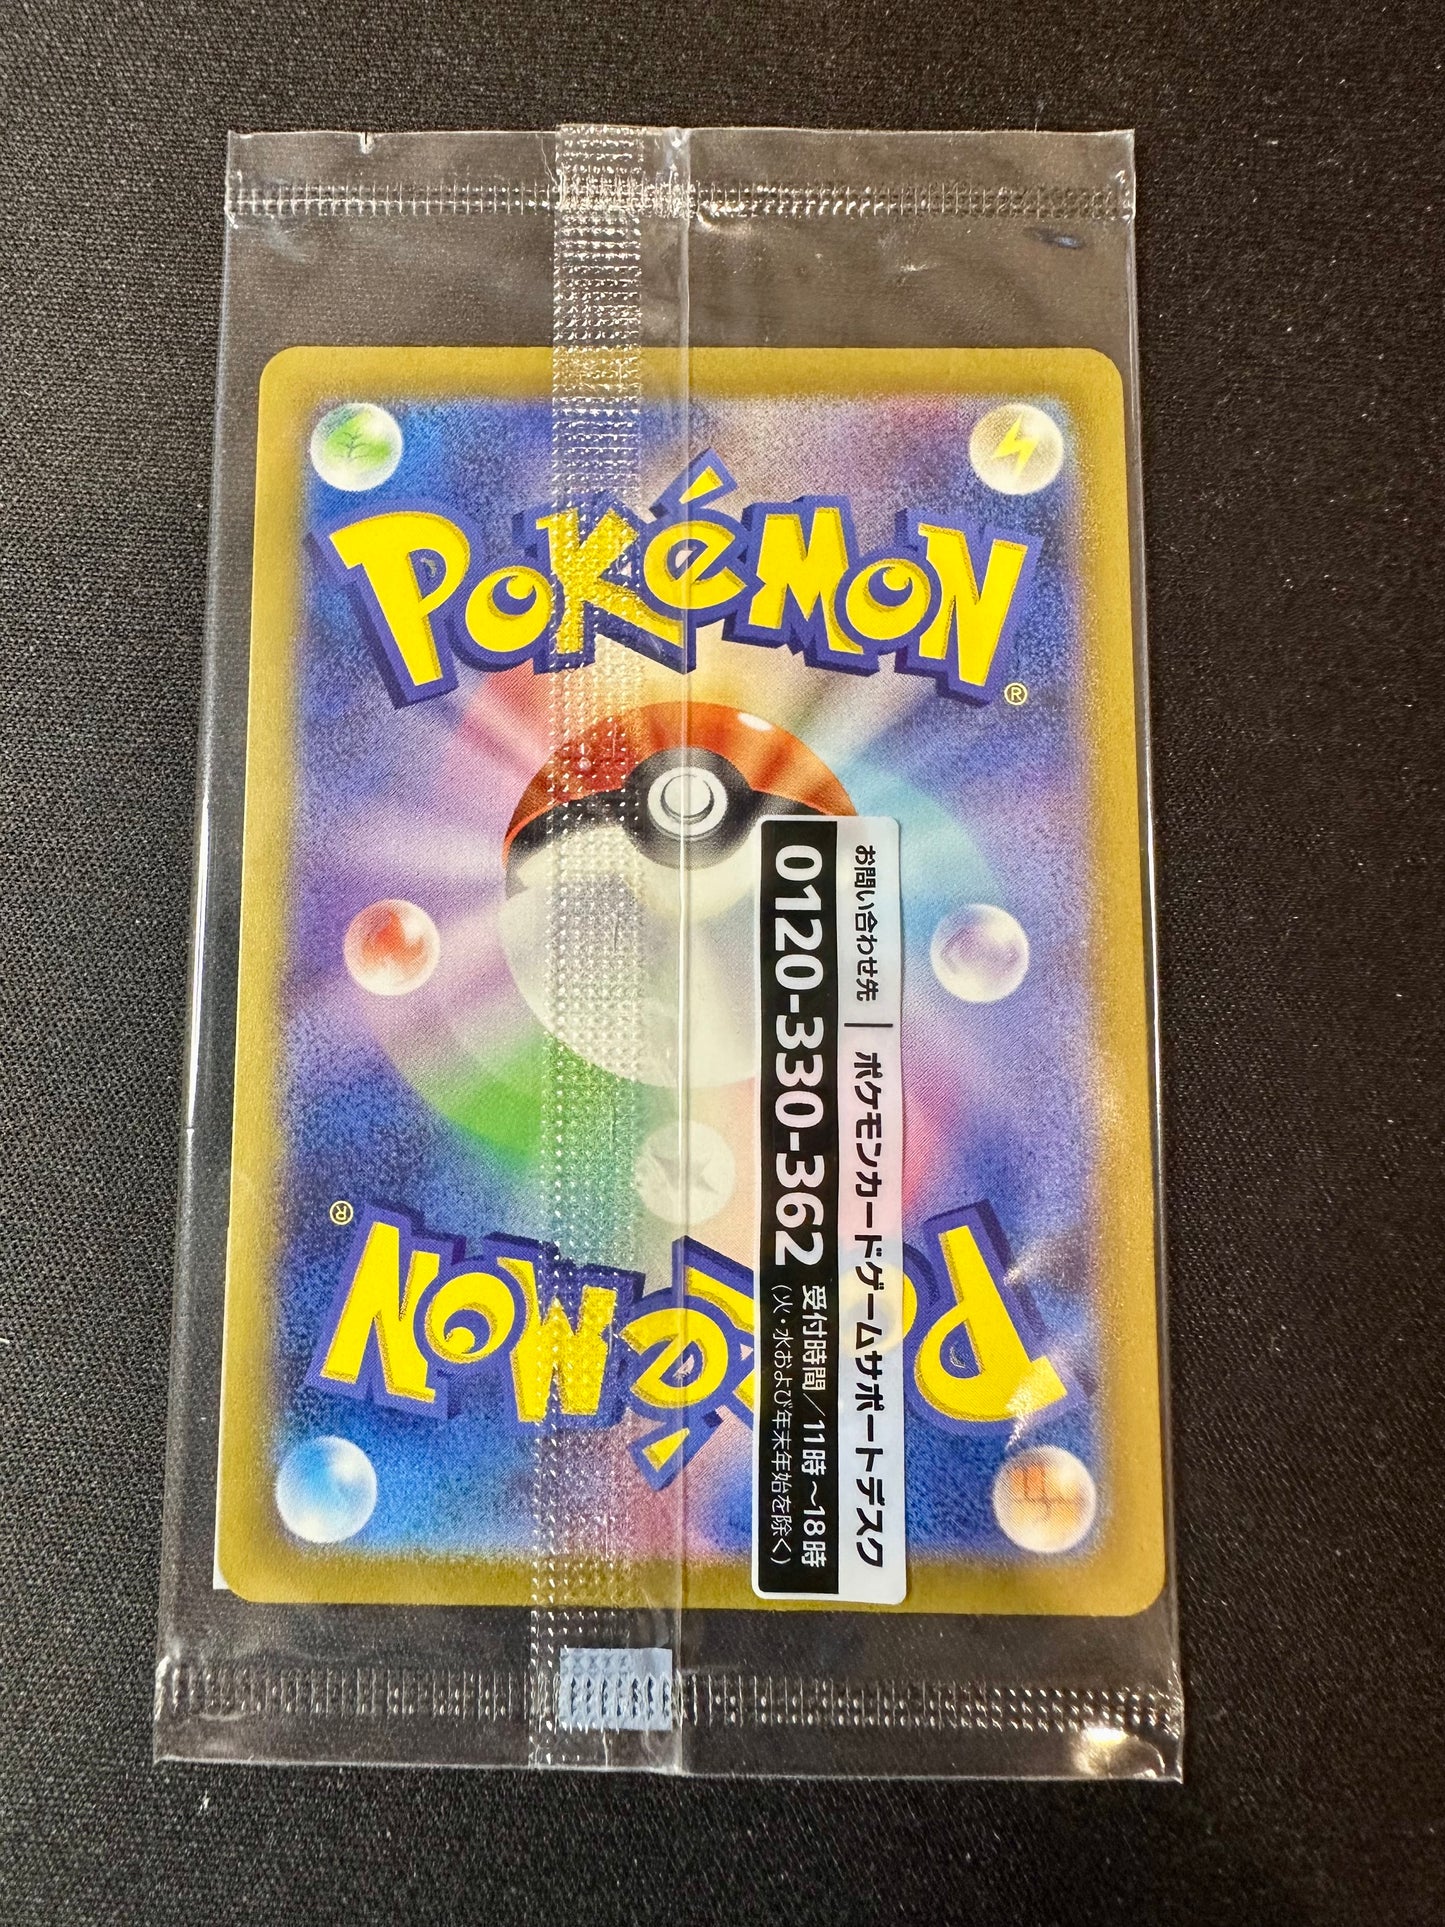 POKéMON
®
お問い合わせ先 | ポケモンカードゲームサポートデスク
0120-330-362 受付時間/11時~18時
(火・水および年末年始を除く)
POKéMON
®